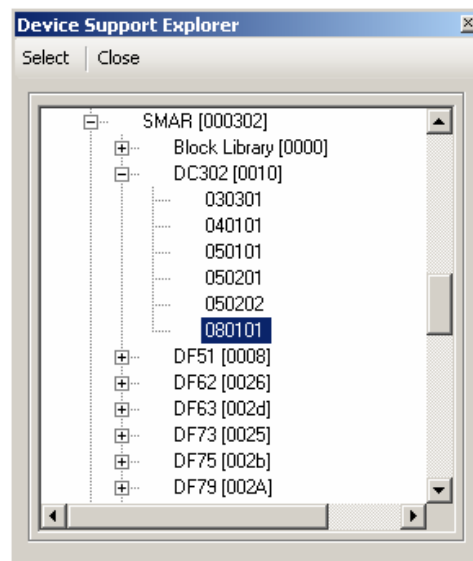 Device Support Explorer
Select Close
SMAR [000302]
Block Library [0000]
DC302 [0010]
030301
040101
050101
050201
050202
080101
DF51 [0008]
DF62 [0026]
DF63 [002d]
DF73 [0025]
DF75 [002b]
DF79 [002A]